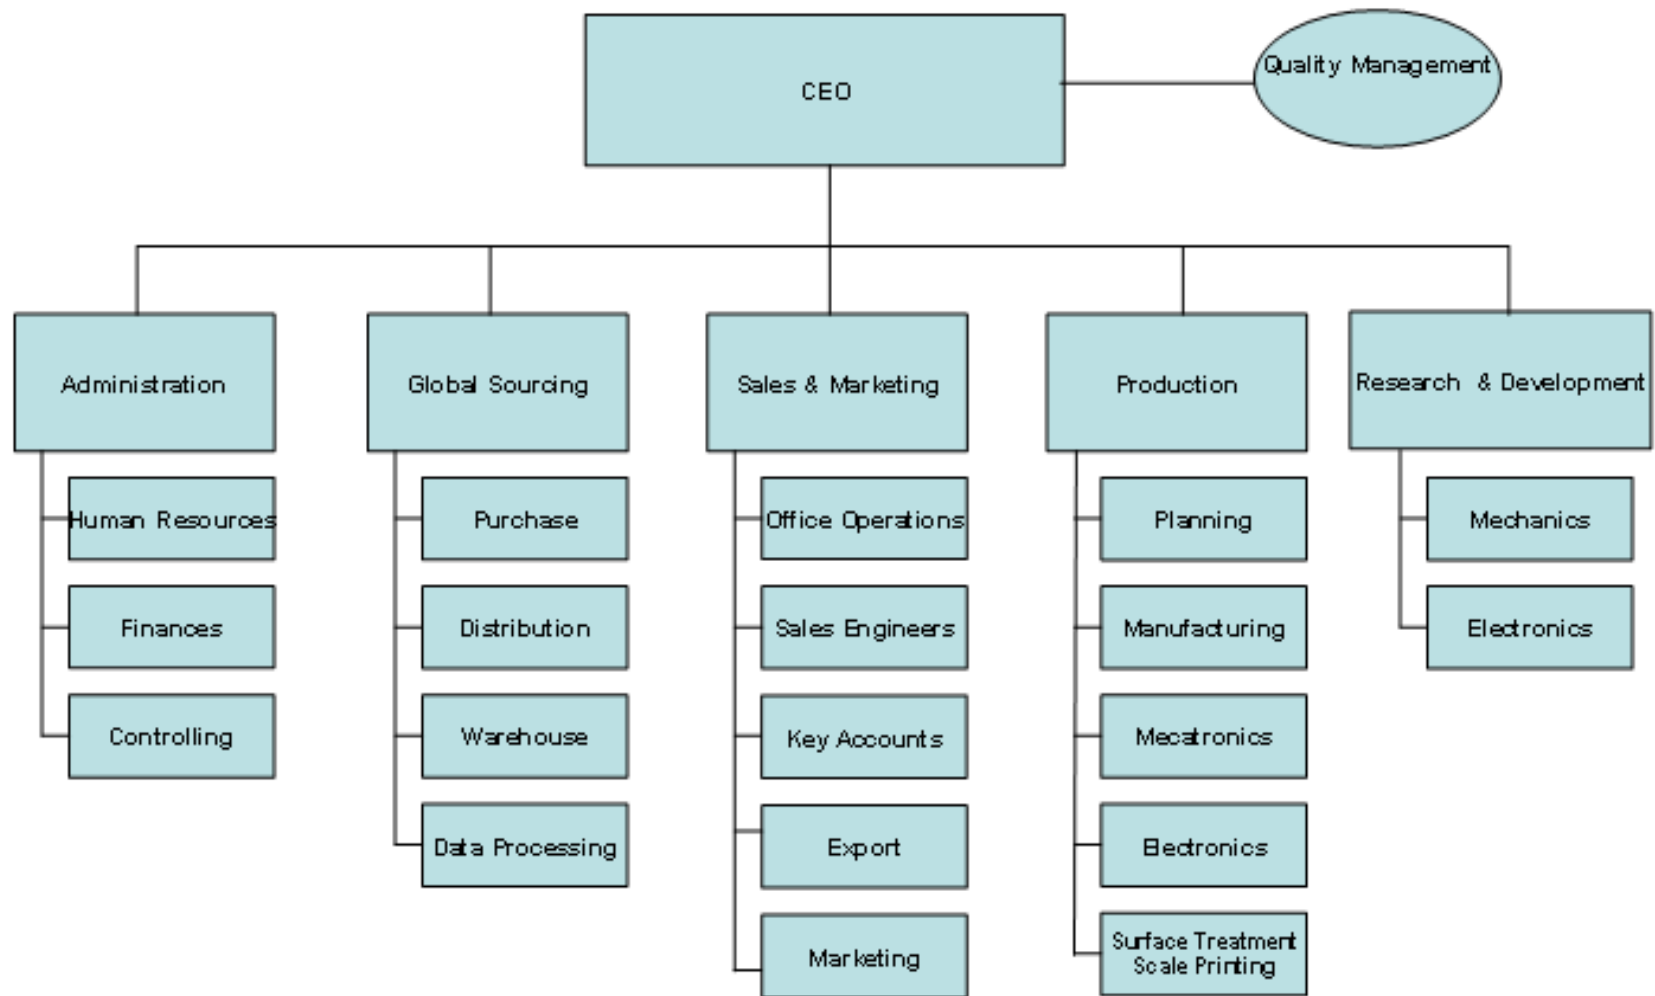 CEO
Quality Management
Administration
Global Sourcing
Sales & Marketing
Production
Research & Development
Human Resources
Finances
Controlling
Purchase
Distribution
Warehouse
Data Processing
Office Operations
Sales Engineers
Key Accounts
Export
Marketing
Planning
Manufacturing
Mecatronics
Electronics
Surface Treatment
Scale Printing
Mechanics
Electronics